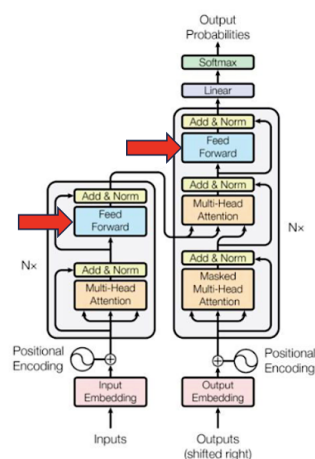 Output
Probabilities
Softmax
Linear
Add & Norm
Feed
Forward
Add & Norm
Multi-Head
Attention
Nx
Add & Norm
Masked
Multi-Head
Attention
Add & Norm
Feed
Forward
Nx
Add & Norm
Multi-Head
Attention
Positional
Encoding
Positional
Encoding
Input
Embedding
Output
Embedding
Inputs
Outputs
(shifted right)